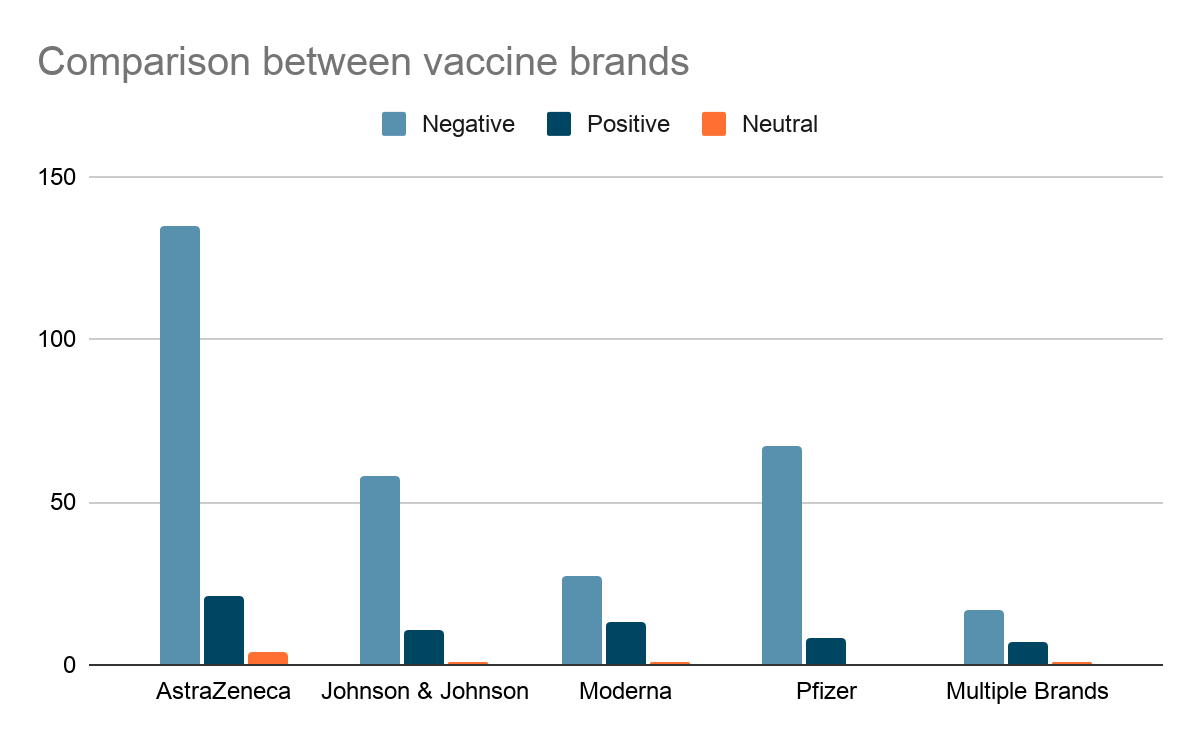 Comparison between vaccine brands
Negative Positive Neutral
150
100
50
0
AstraZeneca Johnson & Johnson Moderna Pfizer Multiple Brands